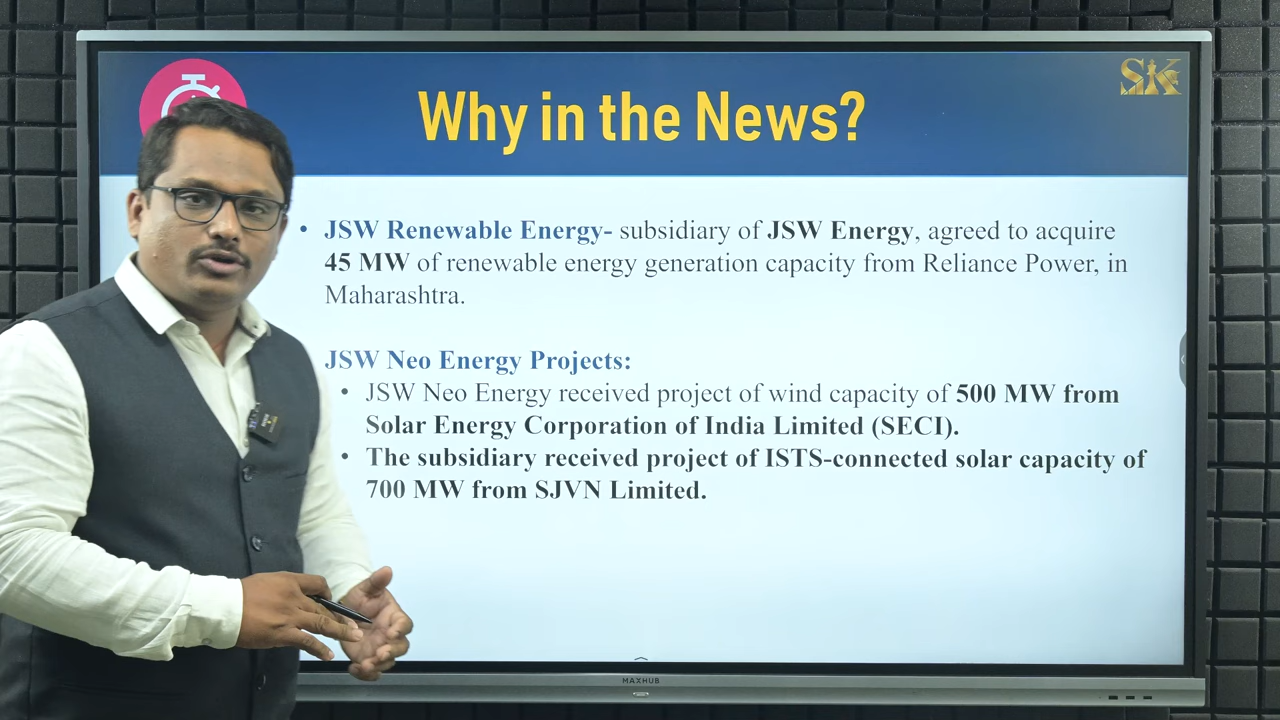 Why in the News?
SK
• JSW Renewable Energy- subsidiary of JSW Energy, agreed to acquire
45 MW of renewable energy generation capacity from Reliance Power, in
Maharashtra.
JSW Neo Energy Projects:
• JSW Neo Energy received project of wind capacity of 500 MW from
Solar Energy Corporation of India Limited (SECI).
• The subsidiary received project of ISTS-connected solar capacity of
700 MW from SJVN Limited.
MAXHUB